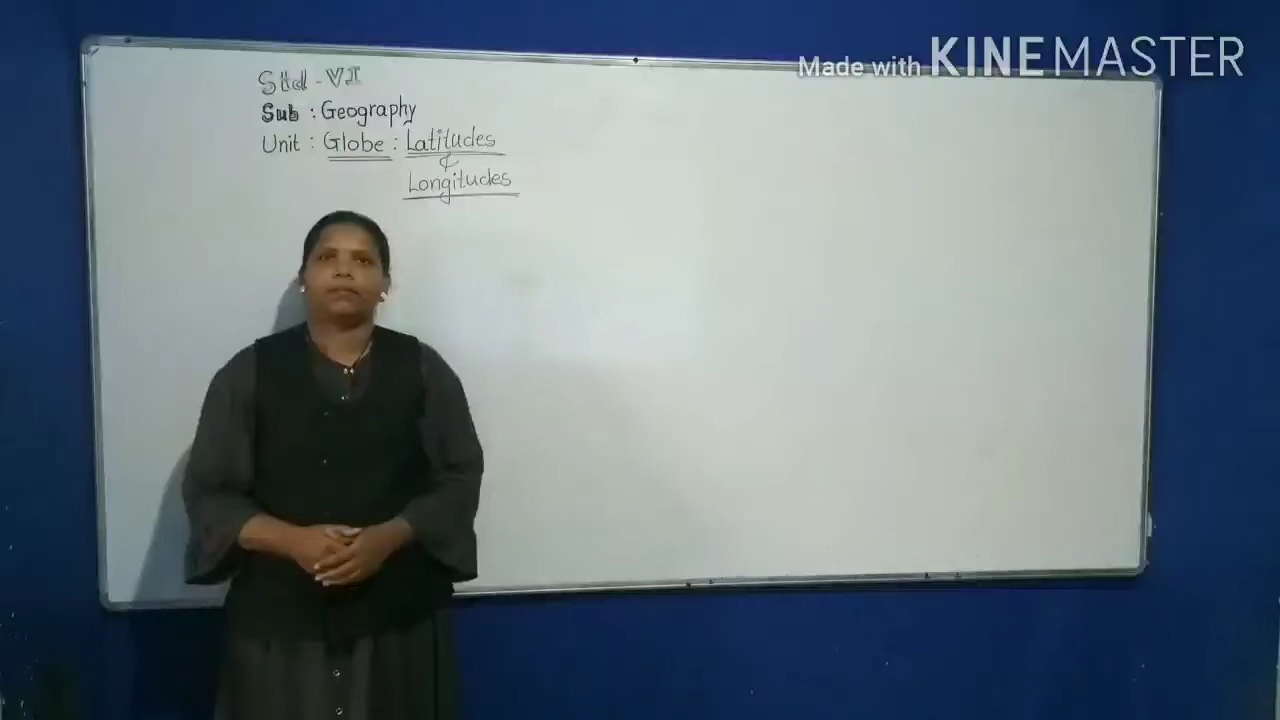 Made with KINEMASTER
Std - VI
Sub : Geography
Unit : Globe : Latitudes
&
Longitudes